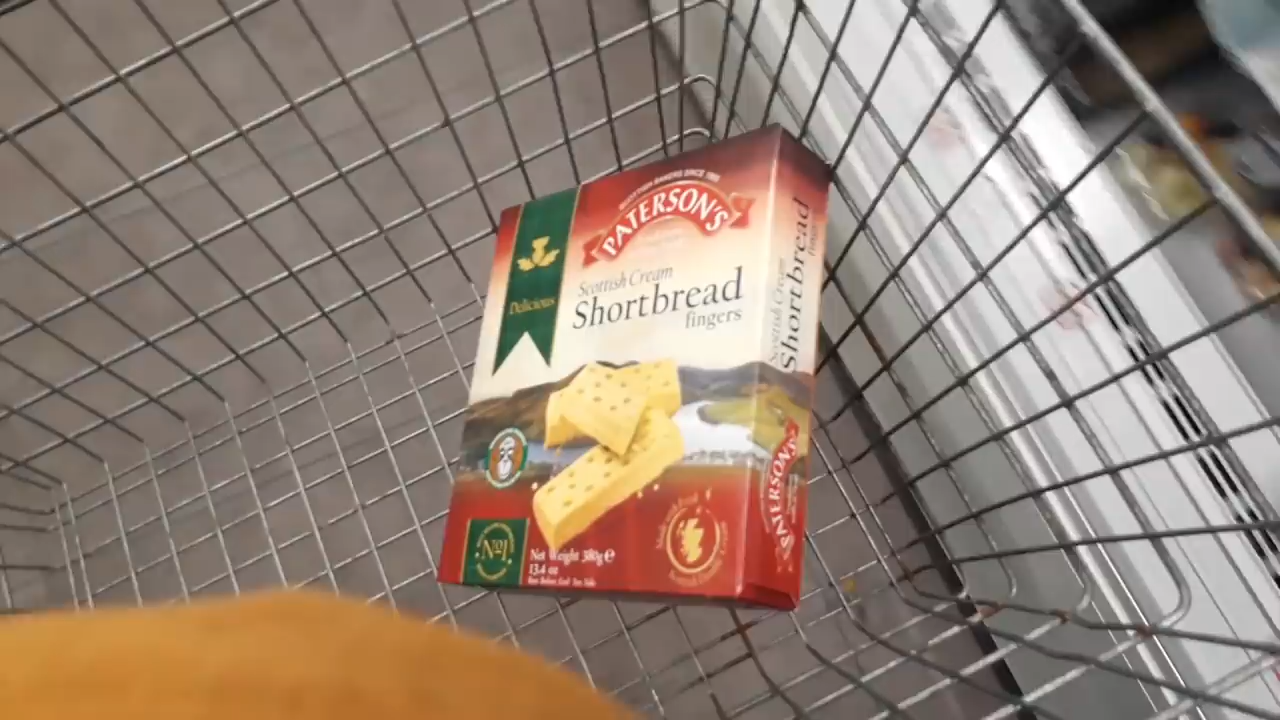 PATERSON'S
Scottish Cream
Shortbread
fingers
Delicious
No1
Net Weight 380g e
13.4 oz
Scottish Cream
Shortbread
PATERSON'S